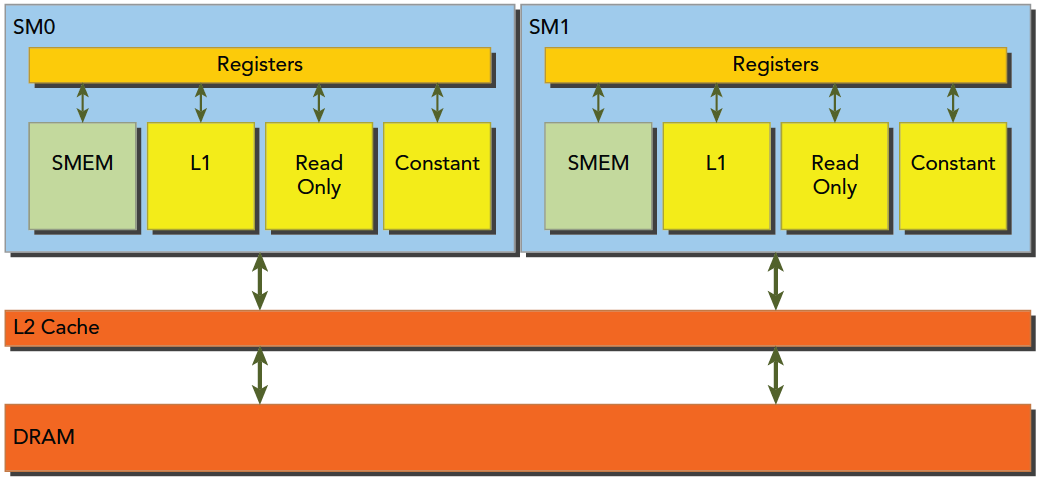 SM0
Registers
SMEM
L1
Read
Only
Constant
SM1
Registers
SMEM
L1
Read
Only
Constant
L2 Cache
DRAM